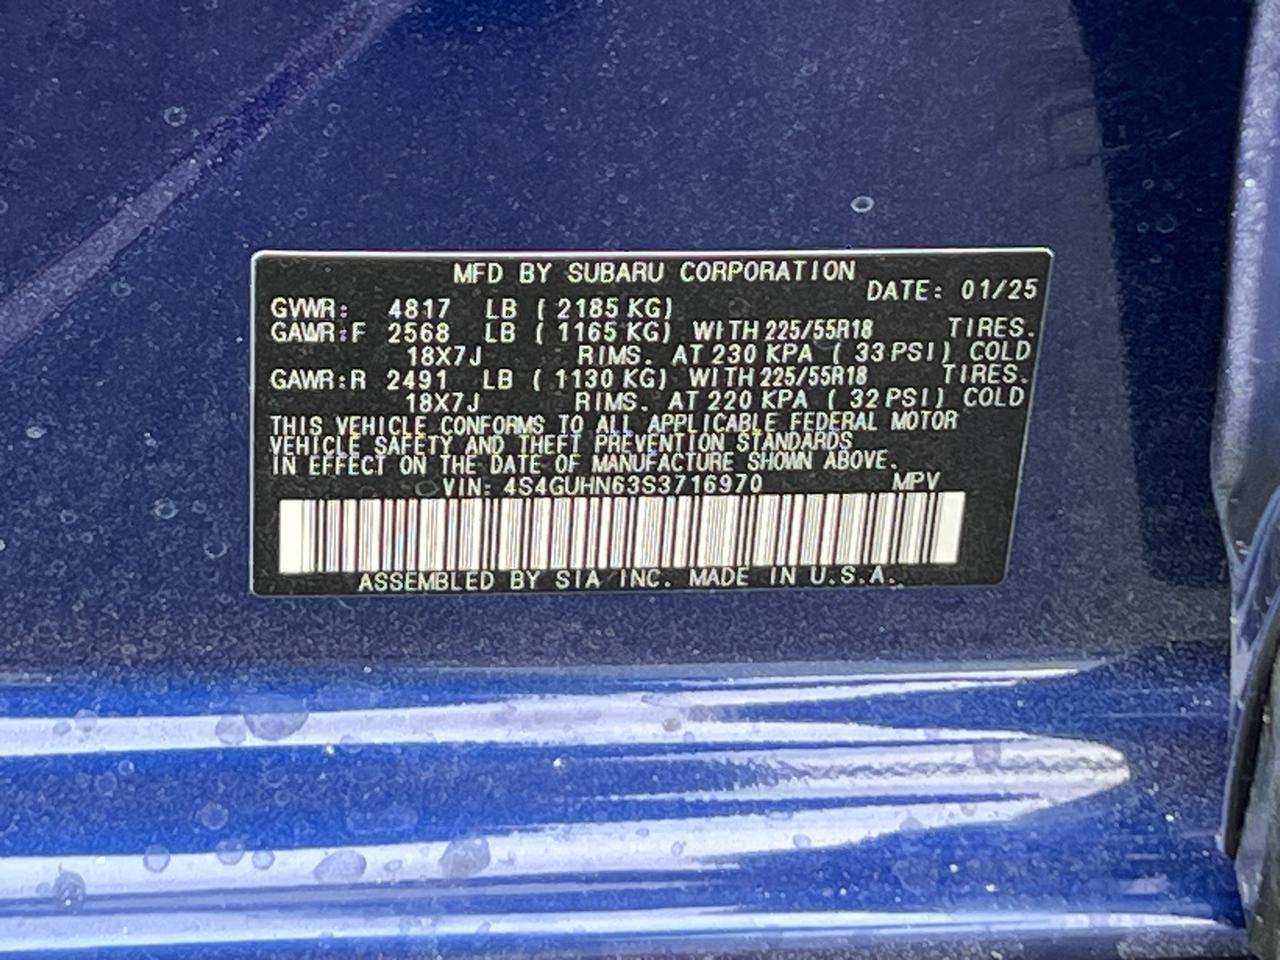 MFD BY SUBARU CORPORATION
DATE: 01/25
GVWR: 4817 LB ( 2185 KG)
GAWR:F 2568 LB ( 1165 KG) WITH 225/55R18 TIRES.
18X7J RIMS. AT 230 KPA ( 33 PSI) COLD
GAWR:R 2491 LB ( 1130 KG) WITH 225/55R18 TIRES.
18X7J RIMS. AT 220 KPA ( 32 PSI) COLD
THIS VEHICLE CONFORMS TO ALL APPLICABLE FEDERAL MOTOR
VEHICLE SAFETY AND THEFT PREVENTION STANDARDS
IN EFFECT ON THE DATE OF MANUFACTURE SHOWN ABOVE.
VIN: 4S4GUHN63S3716970 MPV
ASSEMBLED BY SIA INC. MADE IN U.S.A.